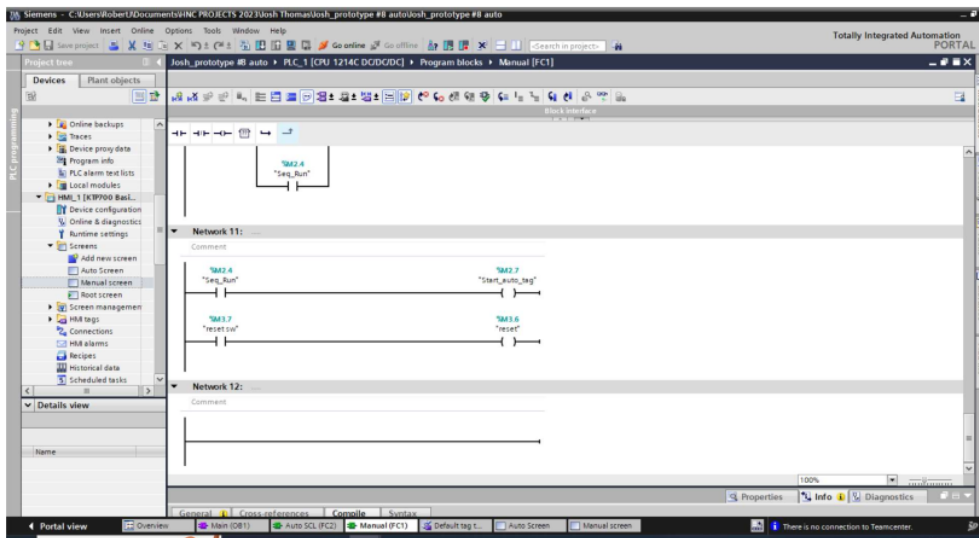 Siemens - C:\Users\RobertJ\Documents\HNC PROJECTS 2023\Josh Thomas\Josh_prototype #8 auto\Josh_prototype #8 auto
Project Edit View Insert Online Options Tools Window Help
Totally Integrated Automation
PORTAL
Save project
Go online
Go offline
<Search in project>
Project tree
Josh_prototype #8 auto PLC_1 [CPU 1214C DC/DC/DC] Program blocks Manual [FC1]
Devices
Plant objects
Block interface
PLC programming
Online backups
Traces
Device proxy data
Program info
PLC alarm text lists
Local modules
HMI_1 [KTP700 Basi...
Device configuration
Online & diagnostics
Runtime settings
Screens
Add new screen
Auto Screen
Manual screen
Root screen
Screen managemen
HMI tags
Connections
HMI alarms
Recipes
Historical data
Scheduled tasks
Details view
Name
%M2.4
"Seq_Run"
Network 11: ....
Comment
%M2.4
"Seq_Run"
%M2.7
"Start_auto_tag"
%M3.7
"reset sw"
%M3.6
"reset"
Network 12: ....
Comment
100%
Properties
Info
Diagnostics
General
Cross-references
Compile
Syntax
Portal view
Overview
Main (OB1)
Auto SCL (FC2)
Manual (FC1)
Default tag t...
Auto Screen
Manual screen
There is no connection to Teamcenter.